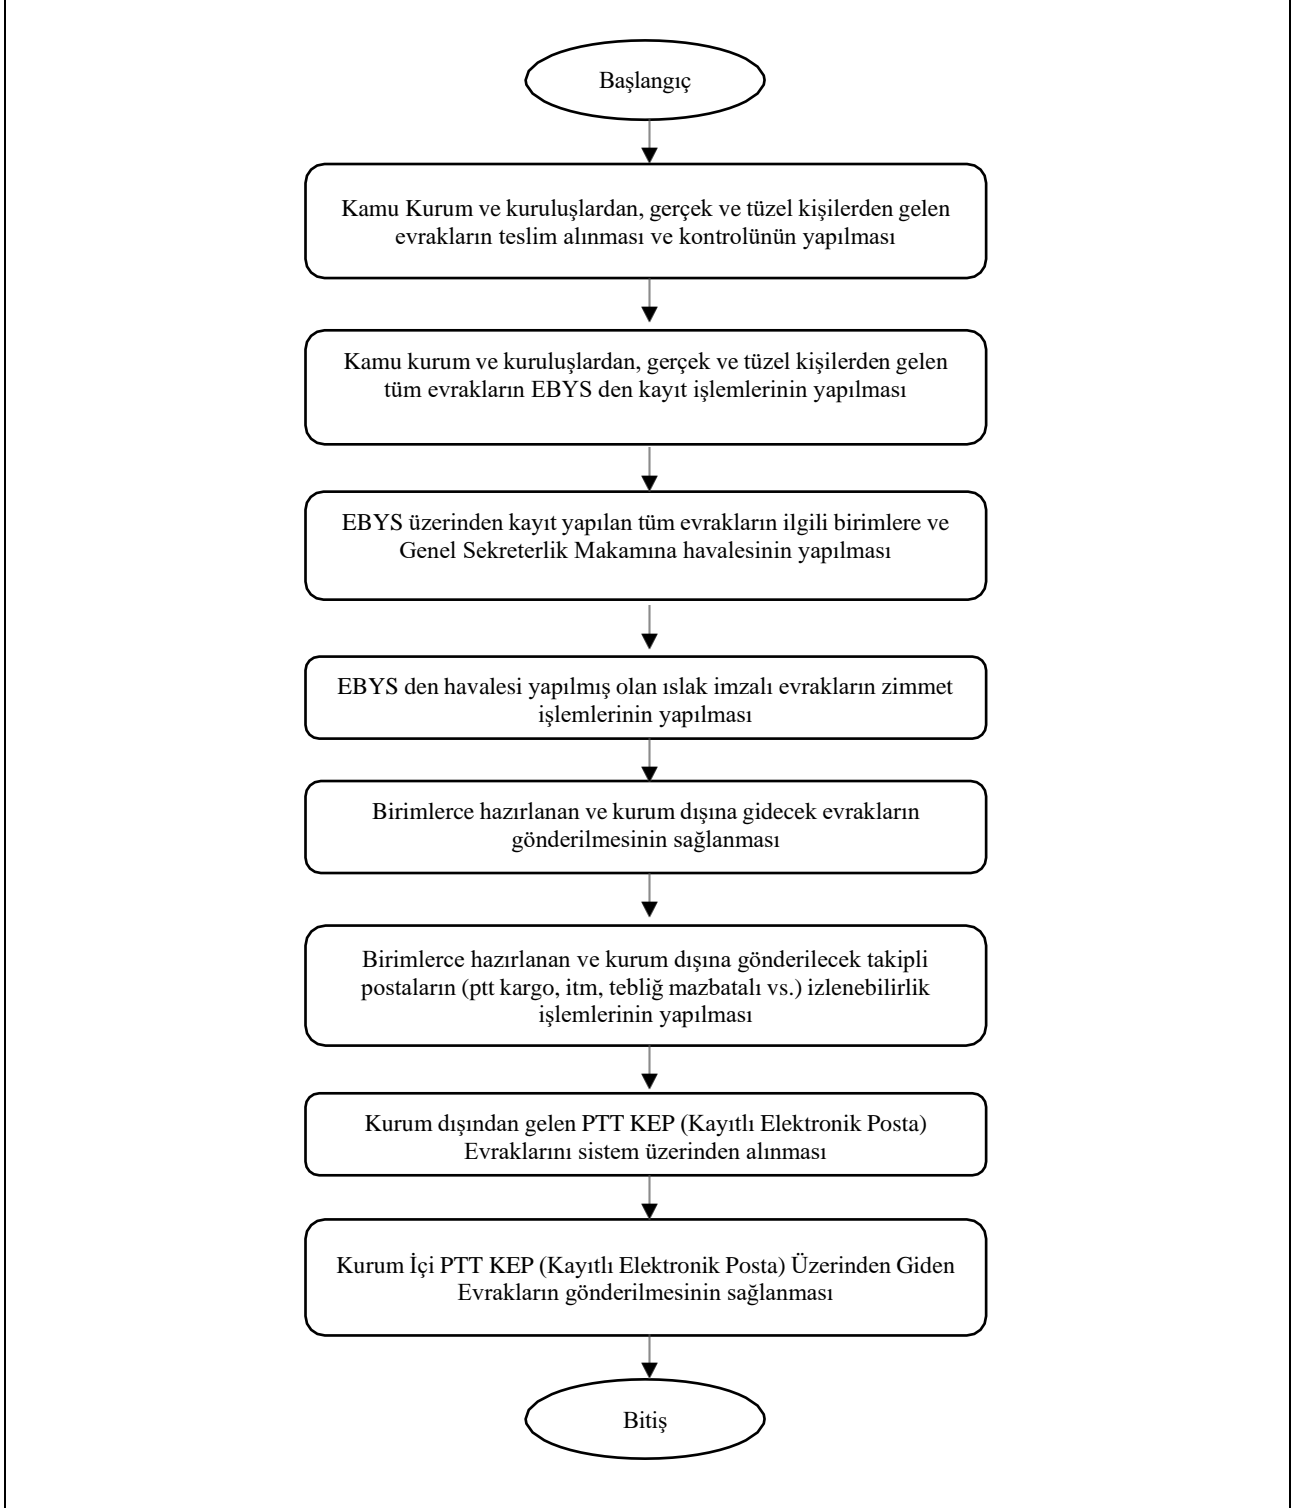 Başlangıç
Kamu Kurum ve kuruluşlardan, gerçek ve tüzel kişilerden gelen
evrakların teslim alınması ve kontrolünün yapılması
Kamu kurum ve kuruluşlardan, gerçek ve tüzel kişilerden gelen
tüm evrakların EBYS den kayıt işlemlerinin yapılması
EBYS üzerinden kayıt yapılan tüm evrakların ilgili birimlere ve
Genel Sekreterlik Makamına havalesinin yapılması
EBYS den havalesi yapılmış olan ıslak imzalı evrakların zimmet
işlemlerinin yapılması
Birimlerce hazırlanan ve kurum dışına gidecek evrakların
gönderilmesinin sağlanması
Birimlerce hazırlanan ve kurum dışına gönderilecek takipli
postaların (ptt kargo, itm, tebliğ mazbatalı vs.) izlenebilirlik
işlemlerinin yapılması
Kurum dışından gelen PTT KEP (Kayıtlı Elektronik Posta)
Evraklarını sistem üzerinden alınması
Kurum İçi PTT KEP (Kayıtlı Elektronik Posta) Üzerinden Giden
Evrakların gönderilmesinin sağlanması
Bitiş